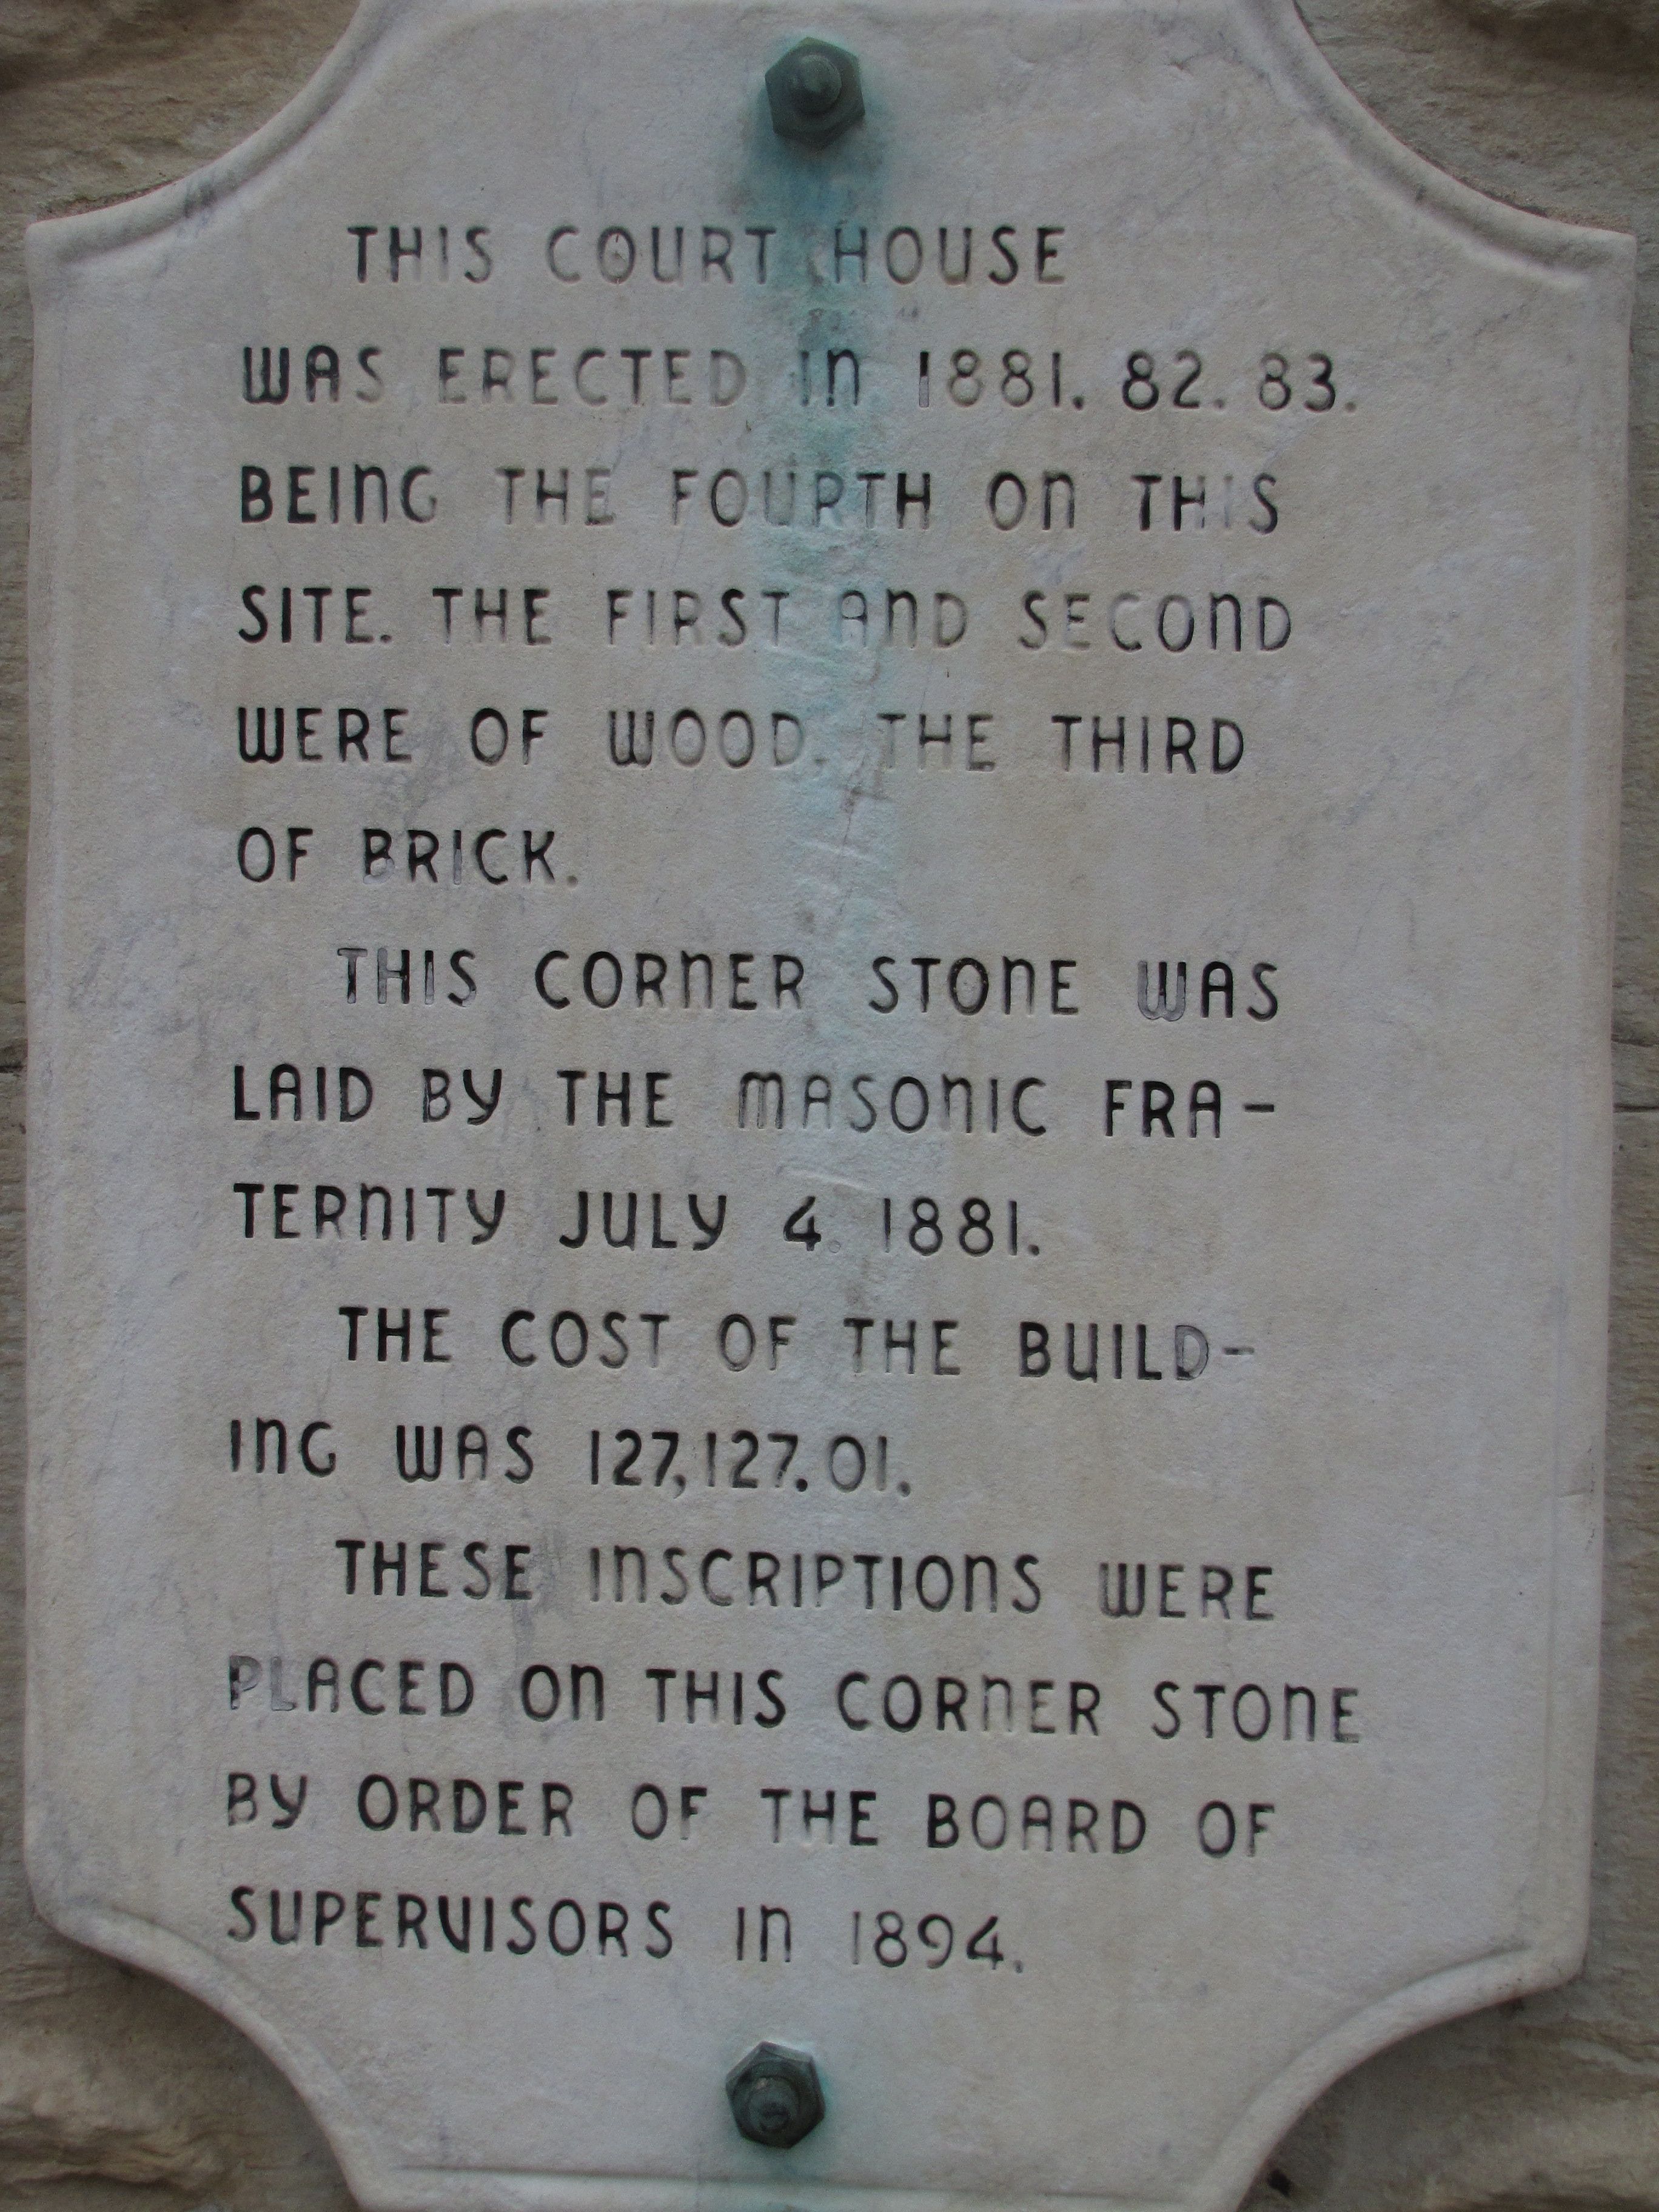 THIS COURT HOUSE
WAS ERECTED In 1881. 82. 83.
BEInG THE FOURTH On THIS
SITE. THE FIRST AnD SECOnD
WERE OF WOOD. THE THIRD
OF BRICK.
THIS CORnER STOnE WAS
LAID BY THE MASOnIC FRA-
TERnITY JULY 4. 1881.
THE COST OF THE BUILD-
InG WAS 127,127.01.
THESE InSCRIPTIOnS WERE
PLACED On THIS CORnER STOnE
BY ORDER OF THE BOARD OF
SUPERVISORS In 1894.